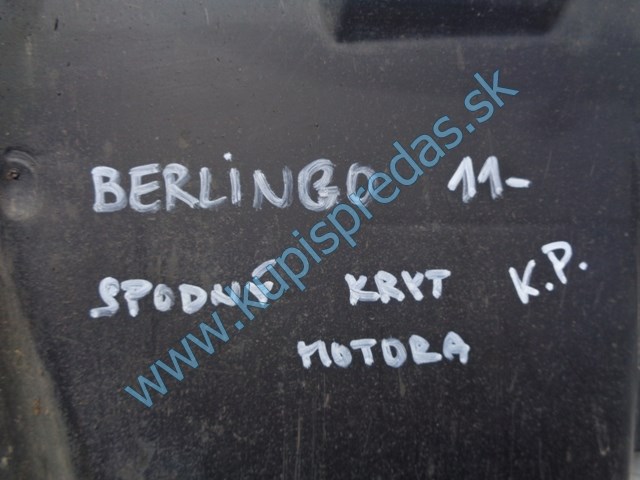 BERLINGO 11-
SPODNÝ KRYT K.P.
MOTORA
www.kupispredas.sk